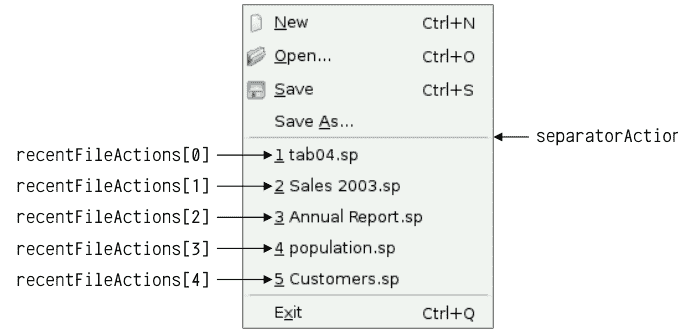 New Ctrl+N
Open... Ctrl+O
Save Ctrl+S
Save As...
separatorAction
recentFileActions[0] 1 tab04.sp
recentFileActions[1] 2 Sales 2003.sp
recentFileActions[2] 3 Annual Report.sp
recentFileActions[3] 4 population.sp
recentFileActions[4] 5 Customers.sp
Exit Ctrl+Q